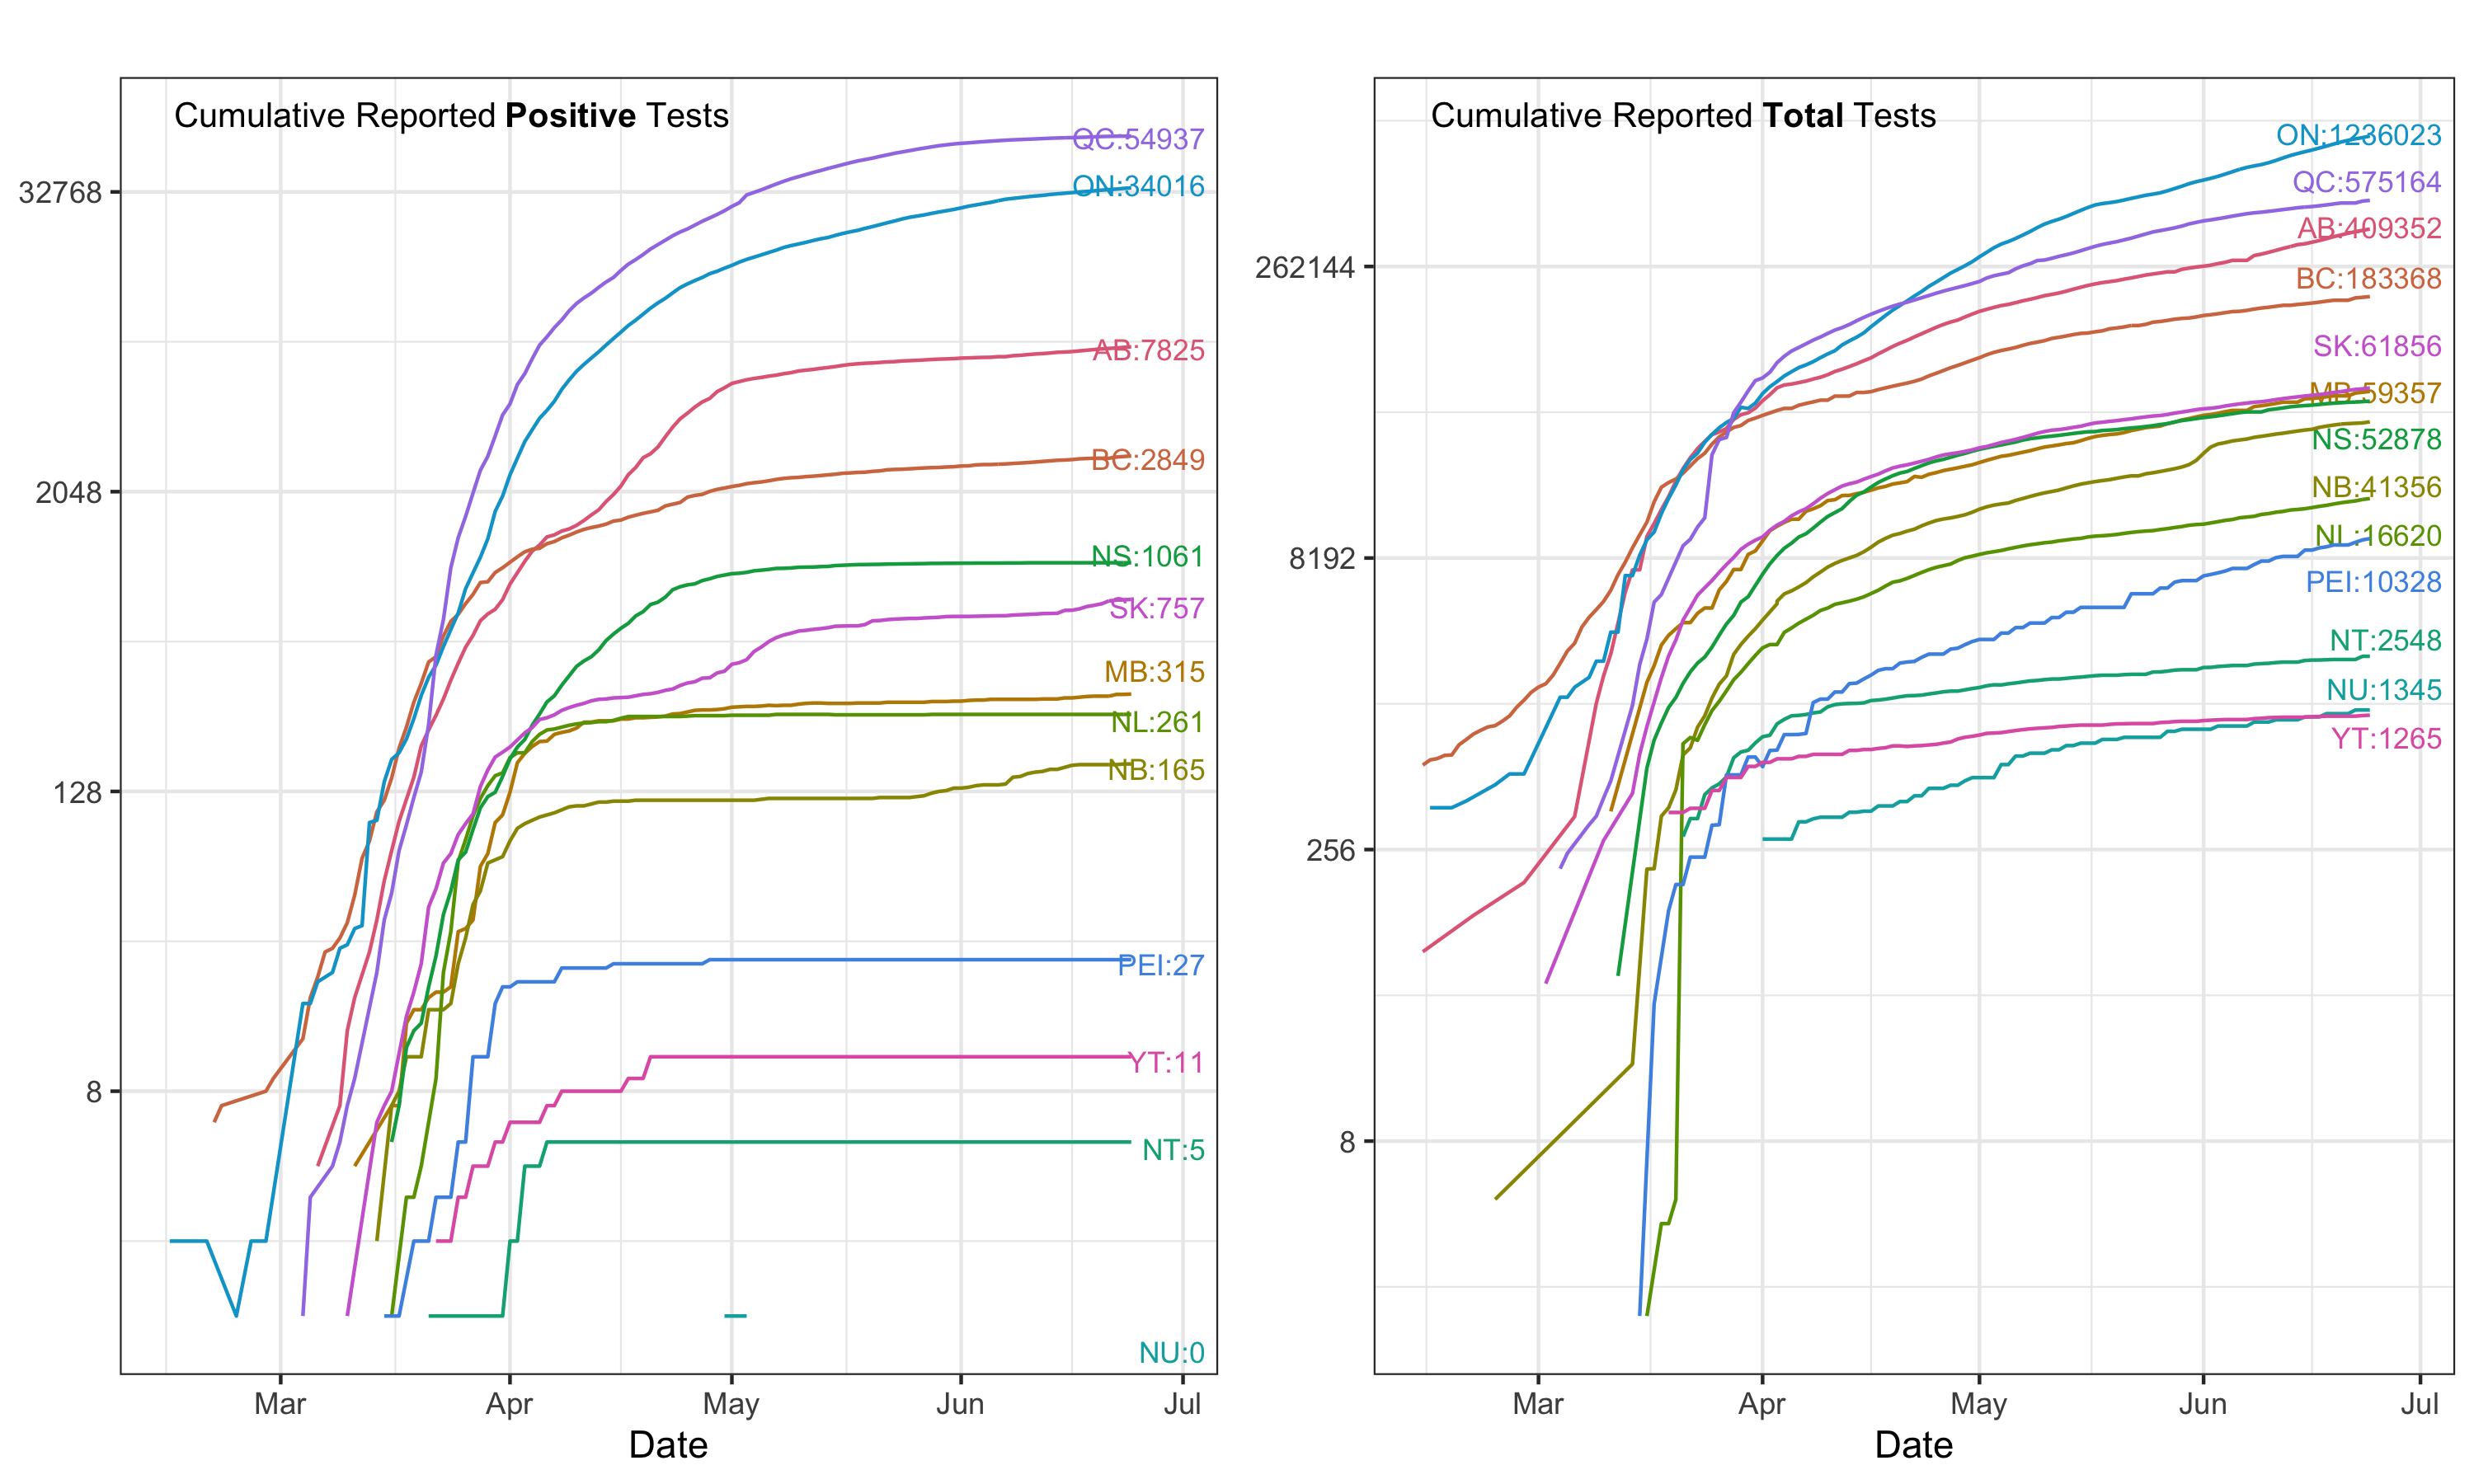 Cumulative Reported Positive Tests
QC:54937
ON:34016
AB:7825
BC:2849
NS:1061
SK:757
MB:315
NL:261
NB:165
PEI:27
YT:11
NT:5
NU:0
32768
2048
128
8
Mar
Apr
May
Jun
Jul
Date
Cumulative Reported Total Tests
ON:1236023
QC:575164
AB:409352
BC:183368
SK:61856
MB:59357
NS:52878
NB:41356
NL:16620
PEI:10328
NT:2548
NU:1345
YT:1265
262144
8192
256
8
Mar
Apr
May
Jun
Jul
Date